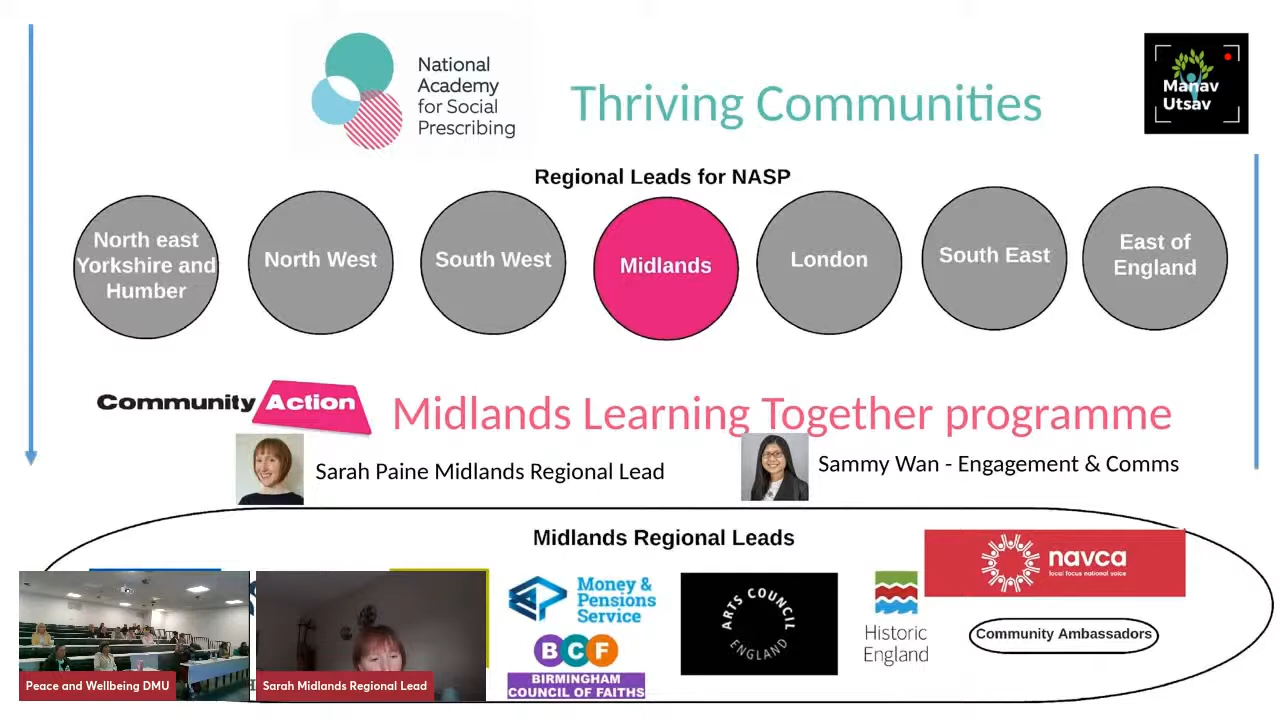 National
Academy
for Social
Prescribing
Thriving Communities
Manav
Utsav
Regional Leads for NASP
North east
Yorkshire and
Humber
North West
South West
Midlands
London
South East
East of
England
Community Action
Midlands Learning Together programme
Sarah Paine Midlands Regional Lead
Sammy Wan - Engagement & Comms
Midlands Regional Leads
navca
local focus national voice
Money &
Pensions
Service
BCF
BIRMINGHAM
COUNCIL OF FAITHS
ARTS COUNCIL
ENGLAND
Historic
England
Community Ambassadors
Peace and Wellbeing DMU
Sarah Midlands Regional Lead